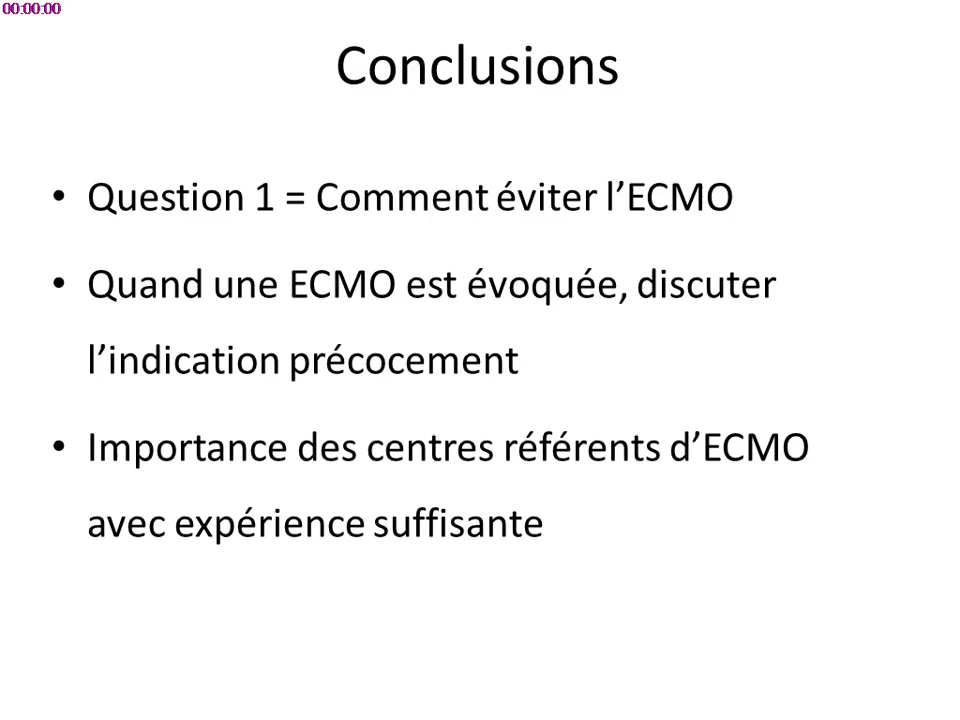 00:00:00
Conclusions
• Question 1 = Comment éviter l’ECMO
• Quand une ECMO est évoquée, discuter
l’indication précocement
• Importance des centres référents d’ECMO
avec expérience suffisante